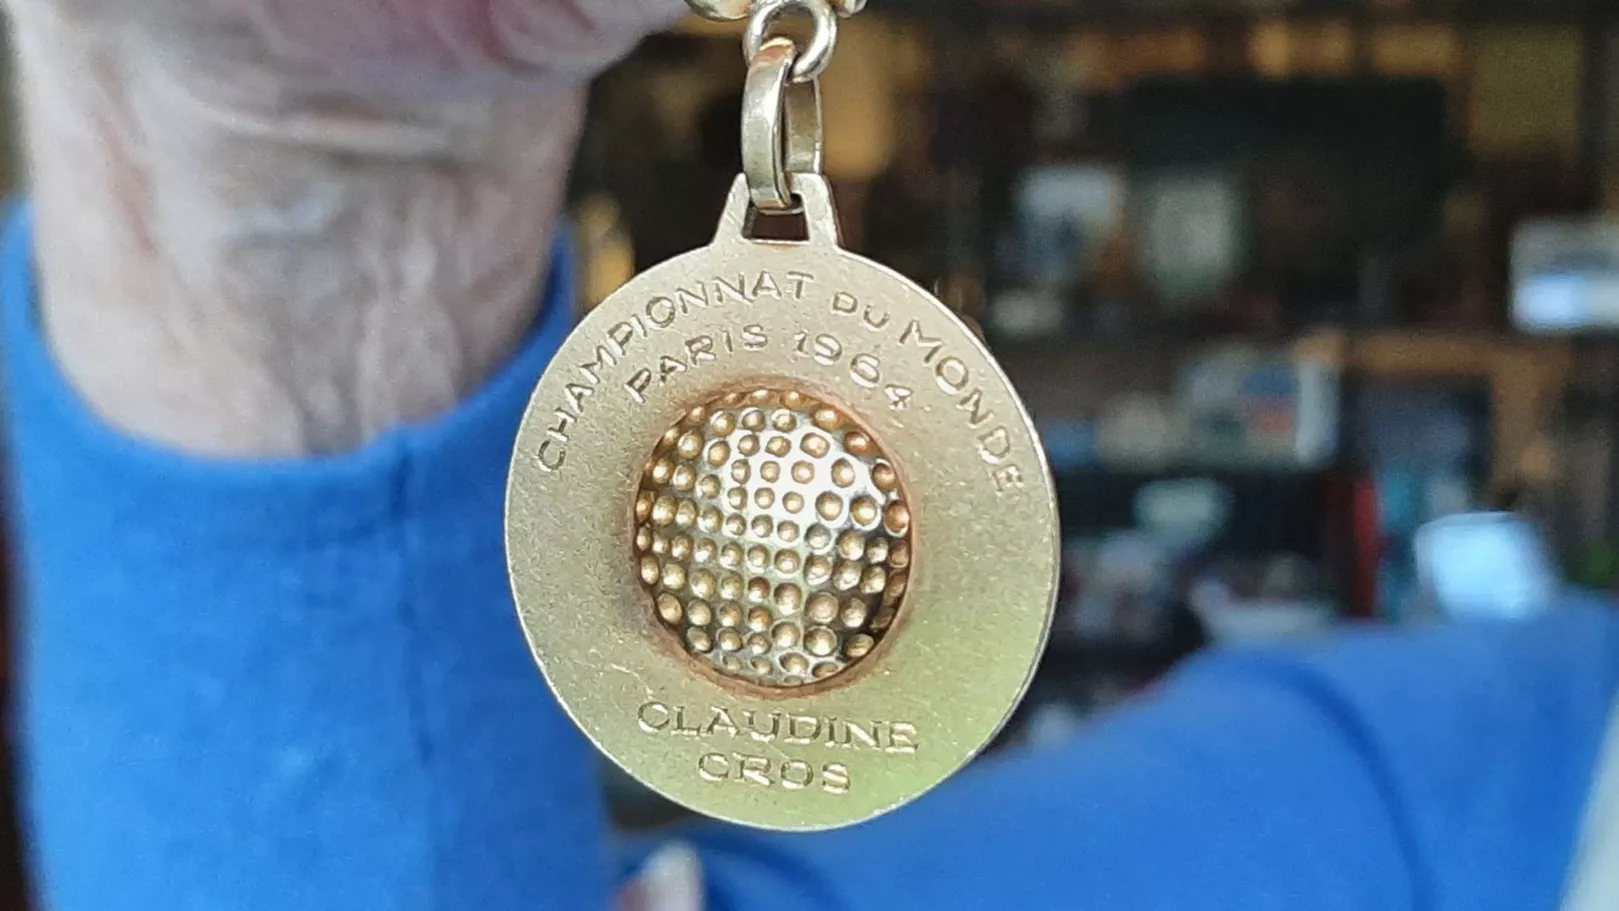 CHAMPIONNAT DU MONDE
PARIS 1964
CLAUDINE
CROS